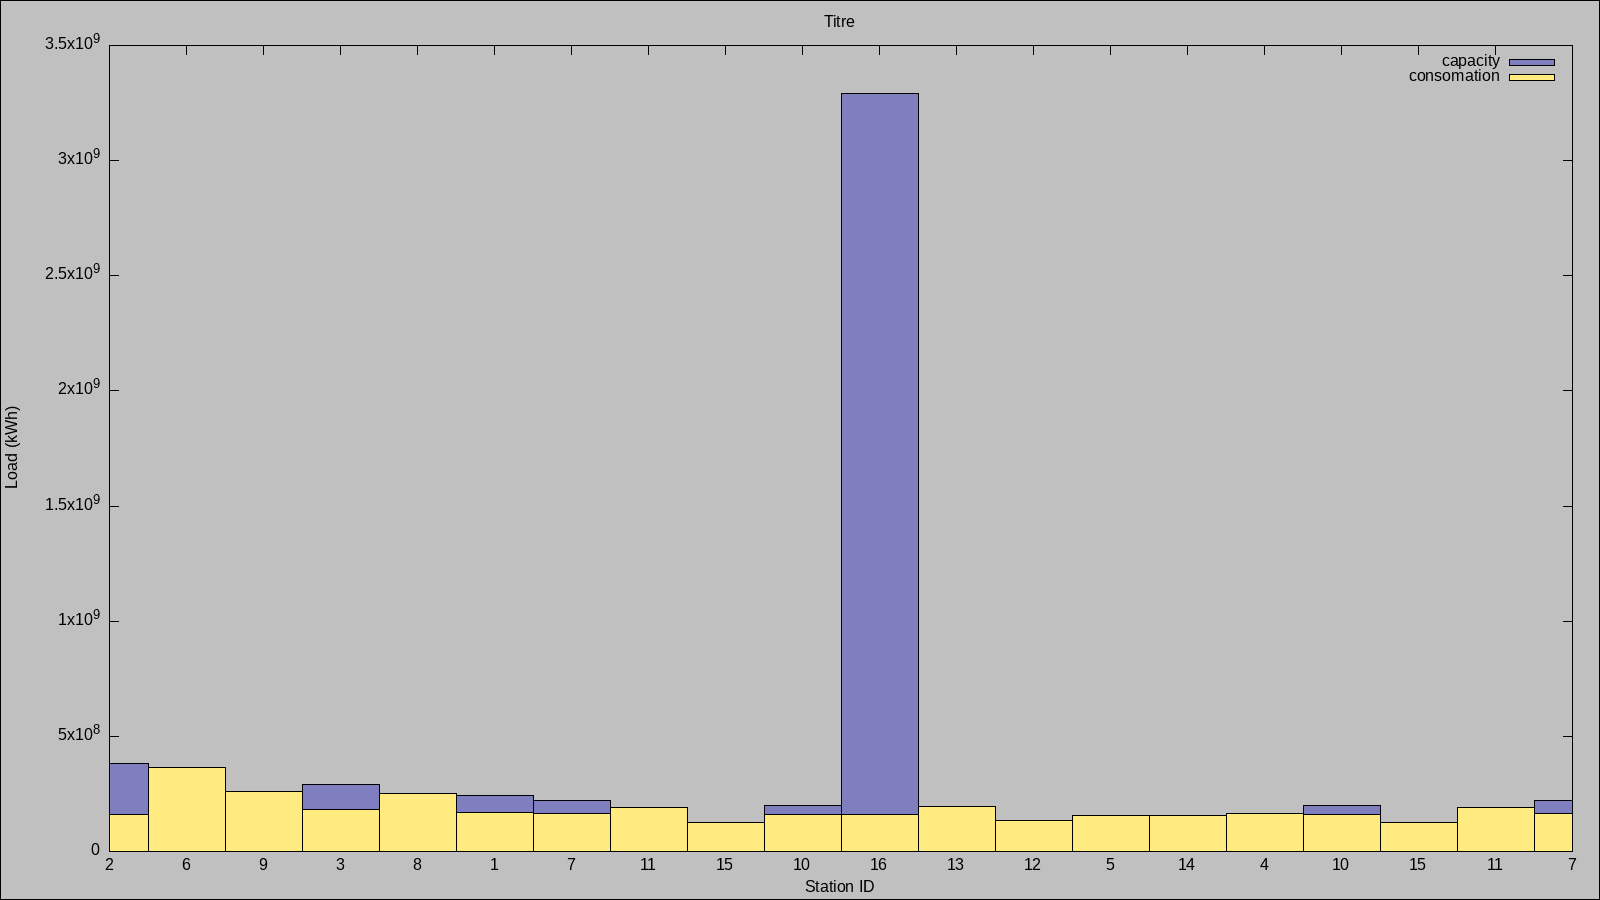 Titre
3.5x10⁹
3x10⁹
2.5x10⁹
2x10⁹
1.5x10⁹
1x10⁹
5x10⁸
0
Load (kWh)
capacity
consomation
2 6 9 3 8 1 7 11 15 10 16 13 12 5 14 4 10 15 11 7
Station ID